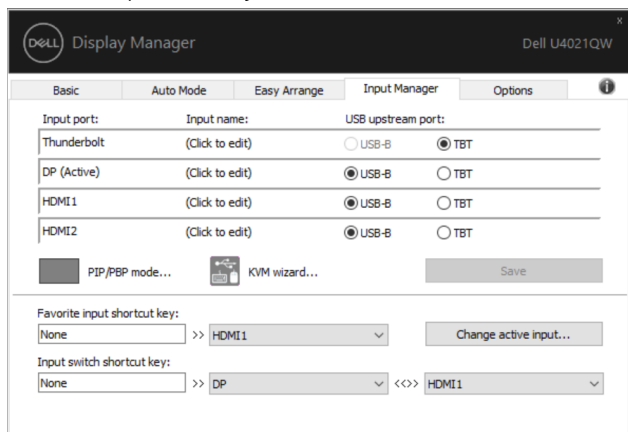 DELL Display Manager Dell U4021QW
x
Basic Auto Mode Easy Arrange Input Manager Options i
Input port: Input name: USB upstream port:
Thunderbolt (Click to edit) USB-B TBT
DP (Active) (Click to edit) USB-B TBT
HDMI1 (Click to edit) USB-B TBT
HDMI2 (Click to edit) USB-B TBT
PIP/PBP mode... KVM wizard... Save
Favorite input shortcut key:
None >> HDMI1 Change active input...
Input switch shortcut key:
None >> DP <<>> HDMI1